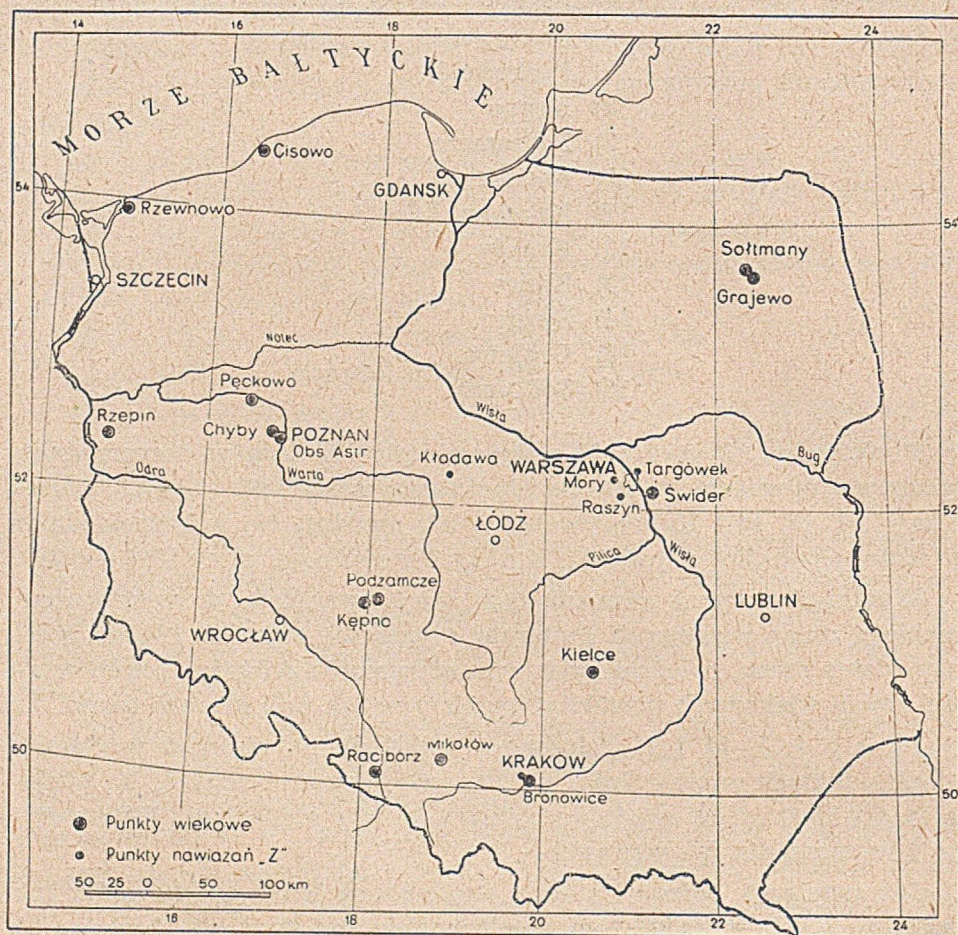 14 16 18 20 22 24
MORZE BAŁTYCKIE
Cisowo
GDANSK
54
Rzewnowo
54
Sołtmany
SZCZECIN
Grajewo
Noteć
Pęckowo
Rzepin
Wisła
Chyby
POZNAN
Obs Astr.
Bug
Kłodawa
WARSZAWA
Targówek
52
Odra
Warta
Mory
Świder
Raszyn
52
ŁÓDŹ
Pilica
Wisła
Podzamcze
Kępno
LUBLIN
WROCŁAW
Kielce
50
Mikołów
Racibórz
KRAKÓW
Bronowice
50
Punkty wiekowe
Punkty nawiązań „Z"
50 25 0 50 100 km
16 18 20 22 24